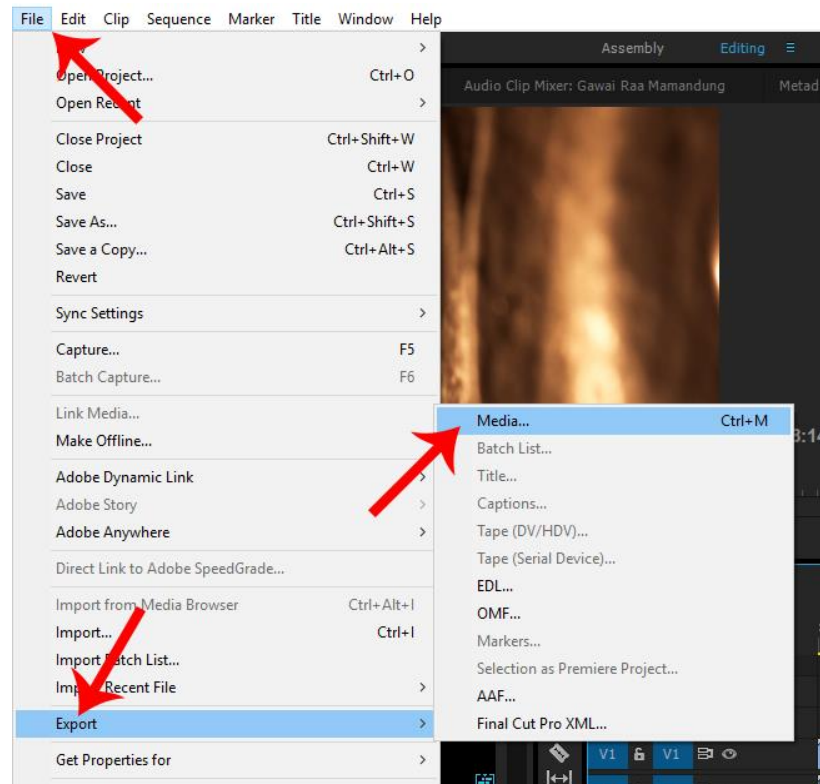 File Edit Clip Sequence Marker Title Window Help
Assembly Editing
Open Project... Ctrl+O
Audio Clip Mixer: Gawai Raa Mamandung Metad
Open Recent
Close Project Ctrl+Shift+W
Close Ctrl+W
Save Ctrl+S
Save As... Ctrl+Shift+S
Save a Copy... Ctrl+Alt+S
Revert
Sync Settings
Capture... F5
Batch Capture... F6
Link Media...
Make Offline...
Adobe Dynamic Link
Adobe Story
Adobe Anywhere
Direct Link to Adobe SpeedGrade...
Import from Media Browser Ctrl+Alt+I
Import... Ctrl+I
Import Batch List...
Recent File
Export
Get Properties for
Media... Ctrl+M
Batch List...
Title...
Captions...
Tape (DV/HDV)...
Tape (Serial Device)...
EDL...
OMF...
Markers...
Selection as Premiere Project...
AAF...
Final Cut Pro XML...
V1 V1